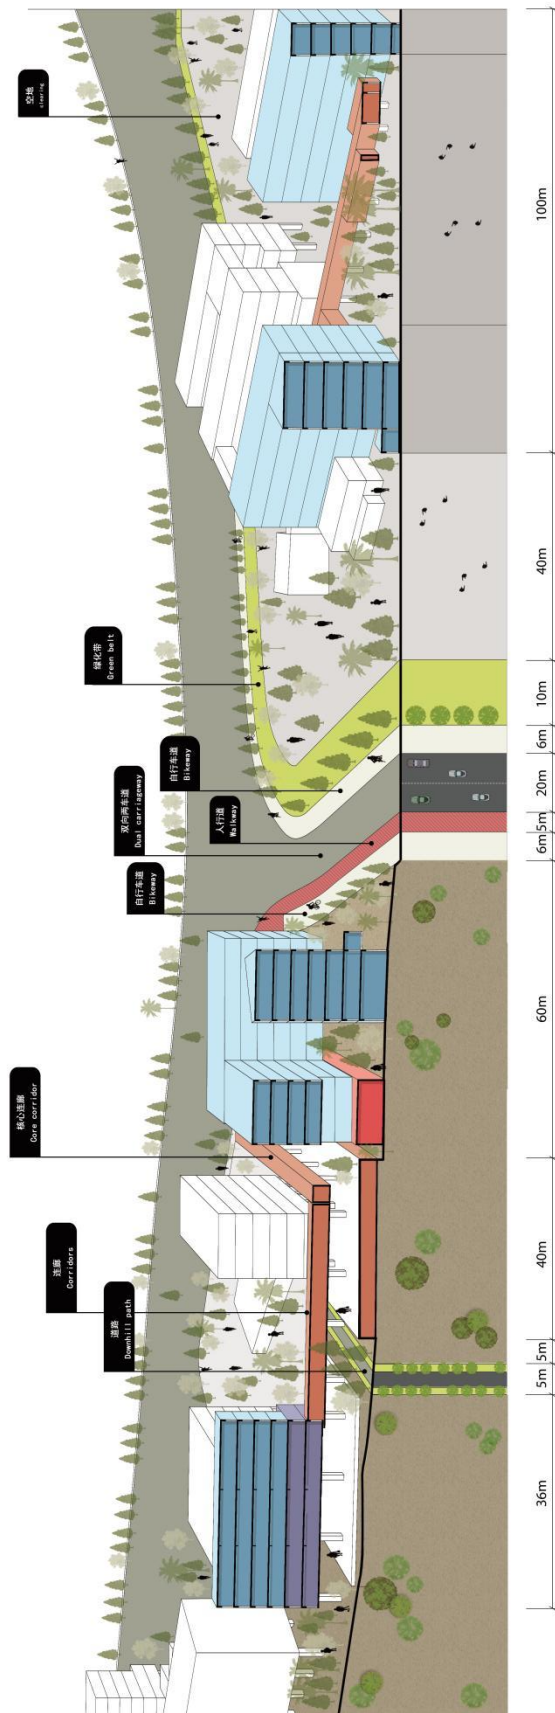 道路
Downhill path
连廊
Corridors
核心连廊
Core corridor
自行车道
Bikeway
双向两车道
Dual carriageway
人行道
Walkway
自行车道
Bikeway
绿化带
Green belt
空地
clearing
36m 5m 5m 40m 60m 6m 5m 20m 6m 10m 40m 100m